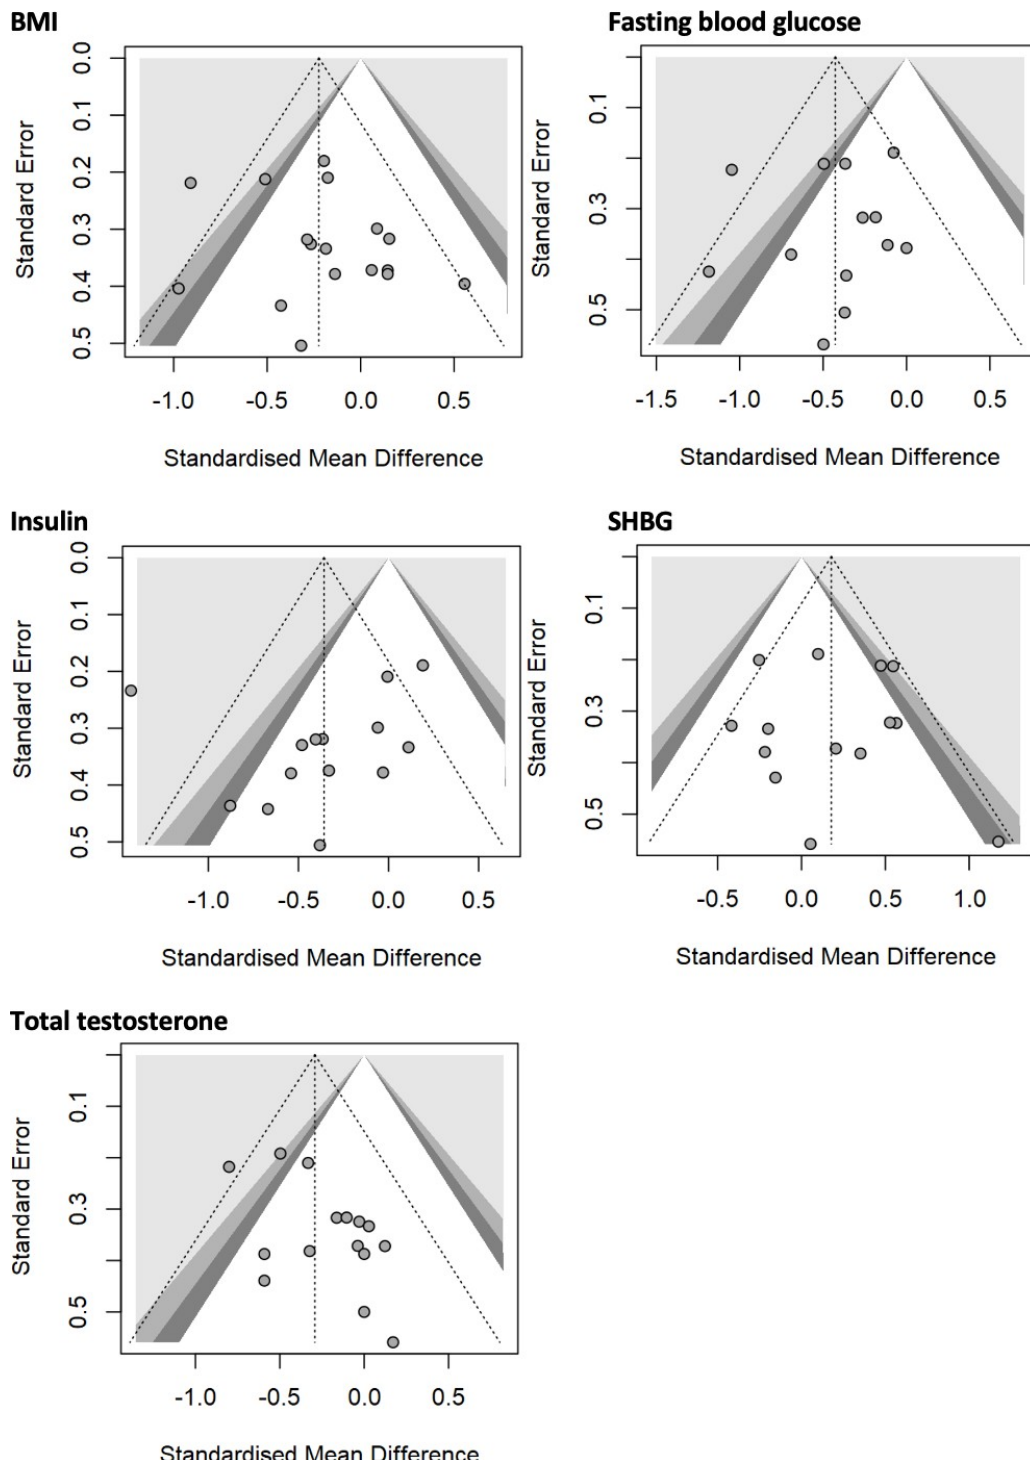 BMI
0.0
0.1
0.2
0.3
0.4
0.5
Standard Error
-1.0
-0.5
0.0
0.5
Standardised Mean Difference
Fasting blood glucose
0.1
0.3
0.5
Standard Error
-1.5
-1.0
-0.5
0.0
0.5
Standardised Mean Difference
Insulin
0.0
0.1
0.2
0.3
0.4
0.5
Standard Error
-1.0
-0.5
0.0
0.5
Standardised Mean Difference
SHBG
0.1
0.3
0.5
Standard Error
-0.5
0.0
0.5
1.0
Standardised Mean Difference
Total testosterone
0.1
0.3
0.5
Standard Error
-1.0
-0.5
0.0
0.5
Standardised Mean Difference